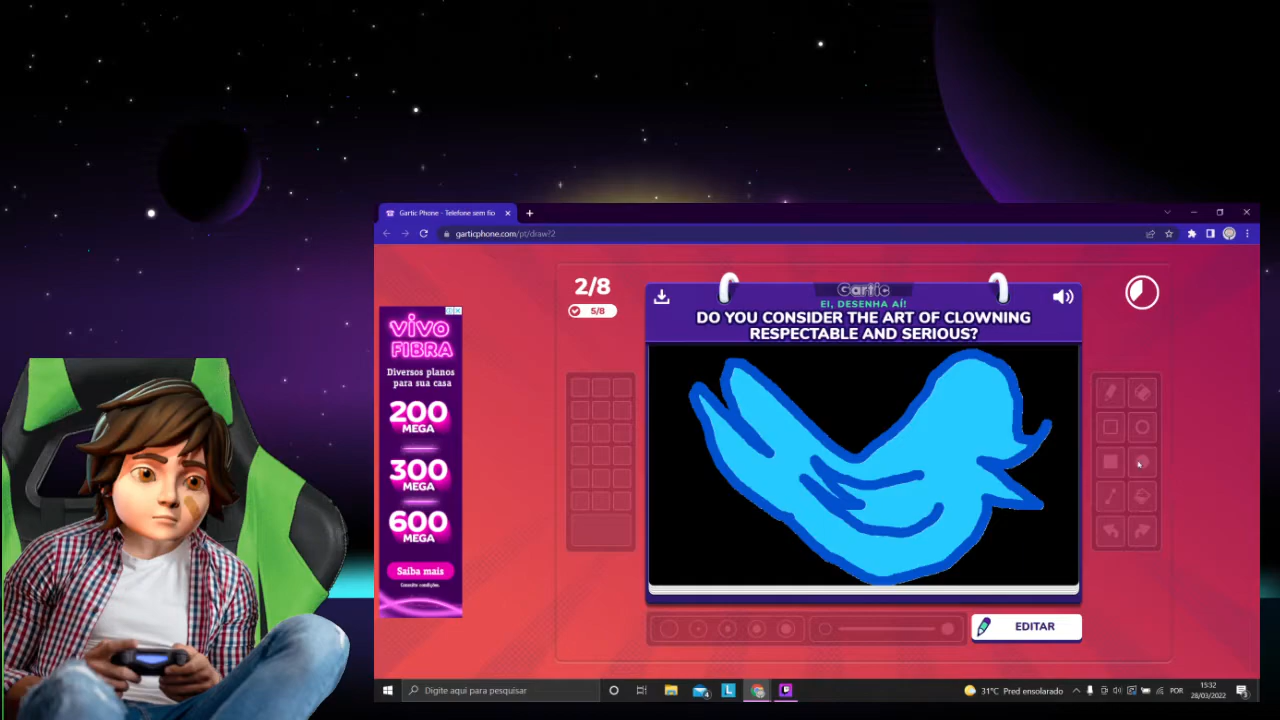 Gartic Phone - Telefone sem fio
garticphone.com/pt/draw?2
2/8
5/8
Gartic
EI, DESENHA AÍ!
DO YOU CONSIDER THE ART OF CLOWNING
RESPECTABLE AND SERIOUS?
vivo
FIBRA
Diversos planos
para sua casa
200
MEGA
300
MEGA
600
MEGA
Saiba mais
Consulte condições.
EDITAR
Digite aqui para pesquisar
L
31°C Pred ensolarado
POR
15:32
28/03/2022